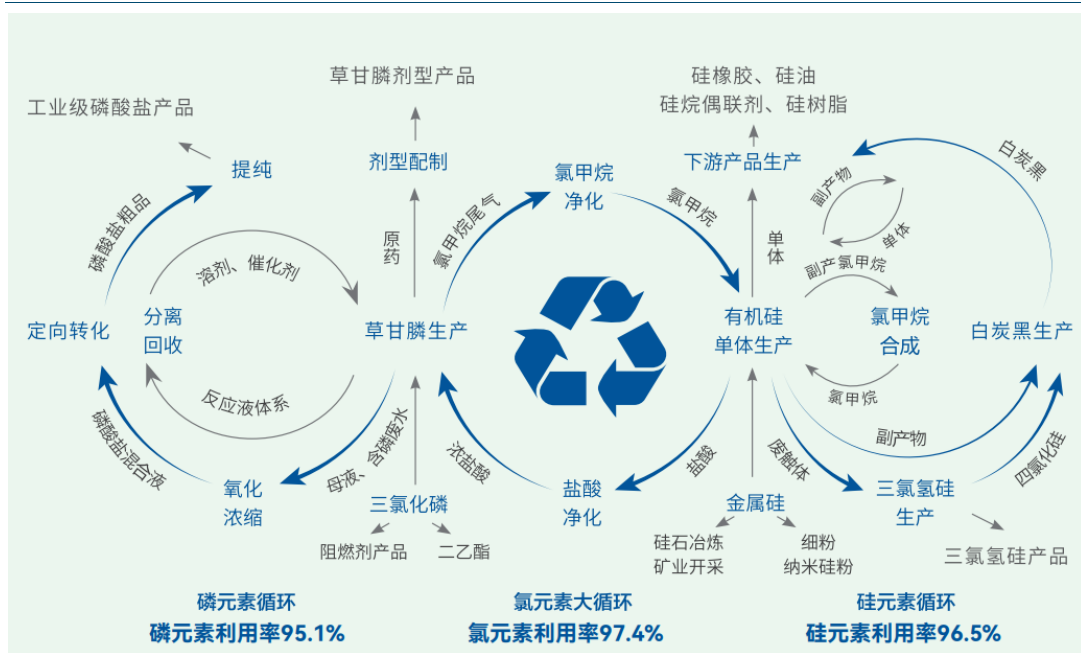 草甘膦剂型产品
硅橡胶、硅油
硅烷偶联剂、硅树脂
工业级磷酸盐产品
提纯
剂型配制
氯甲烷
净化
下游产品生产
白炭黑
副产物
单体
磷酸盐粗品
原药
氯甲烷尾气
氯甲烷
单体
溶剂、催化剂
副产氯甲烷
定向转化
分离
回收
草甘膦生产
有机硅
单体生产
氯甲烷
合成
白炭黑生产
反应液体系
氯甲烷
磷酸盐混合液
母液、含磷废水
浓盐酸
盐酸
废触体
副产物
四氯化硅
氧化
浓缩
三氯化磷
盐酸
净化
金属硅
三氯氢硅
生产
阻燃剂产品
二乙酯
硅石冶炼
矿业开采
细粉
纳米硅粉
三氯氢硅产品
磷元素循环
磷元素利用率95.1%
氯元素大循环
氯元素利用率97.4%
硅元素循环
硅元素利用率96.5%